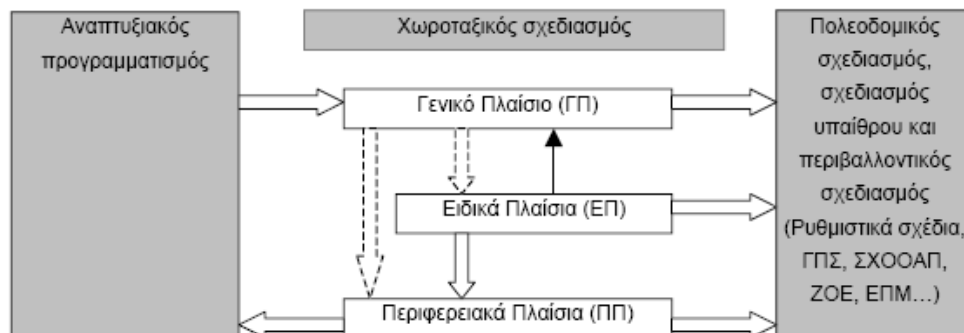 Αναπτυξιακός
προγραμματισμός
Χωροταξικός σχεδιασμός
Γενικό Πλαίσιο (ΓΠ)
Ειδικά Πλαίσια (ΕΠ)
Περιφερειακά Πλαίσια (ΠΠ)
Πολεοδομικός
σχεδιασμός,
σχεδιασμός
υπαίθρου και
περιβαλλοντικός
σχεδιασμός
(Ρυθμιστικά σχέδια,
ΓΠΣ, ΣΧΟΟΑΠ,
ΖΟΕ, ΕΠΜ…)